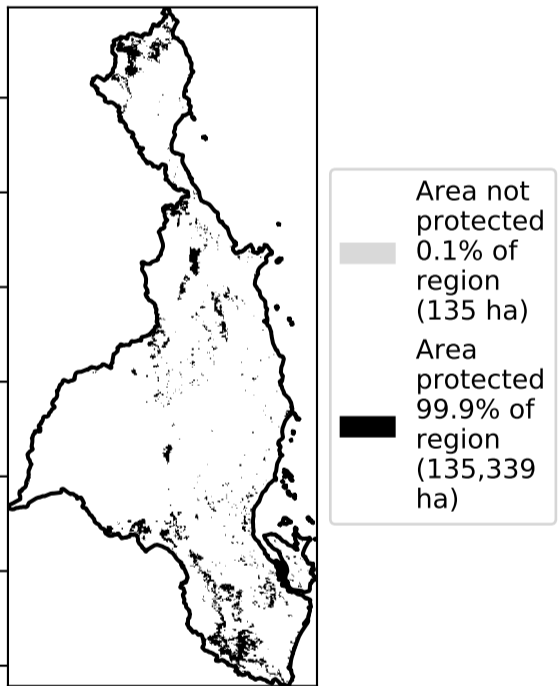 Area not
protected
0.1% of
region
(135 ha)
Area
protected
99.9% of
region
(135,339
ha)